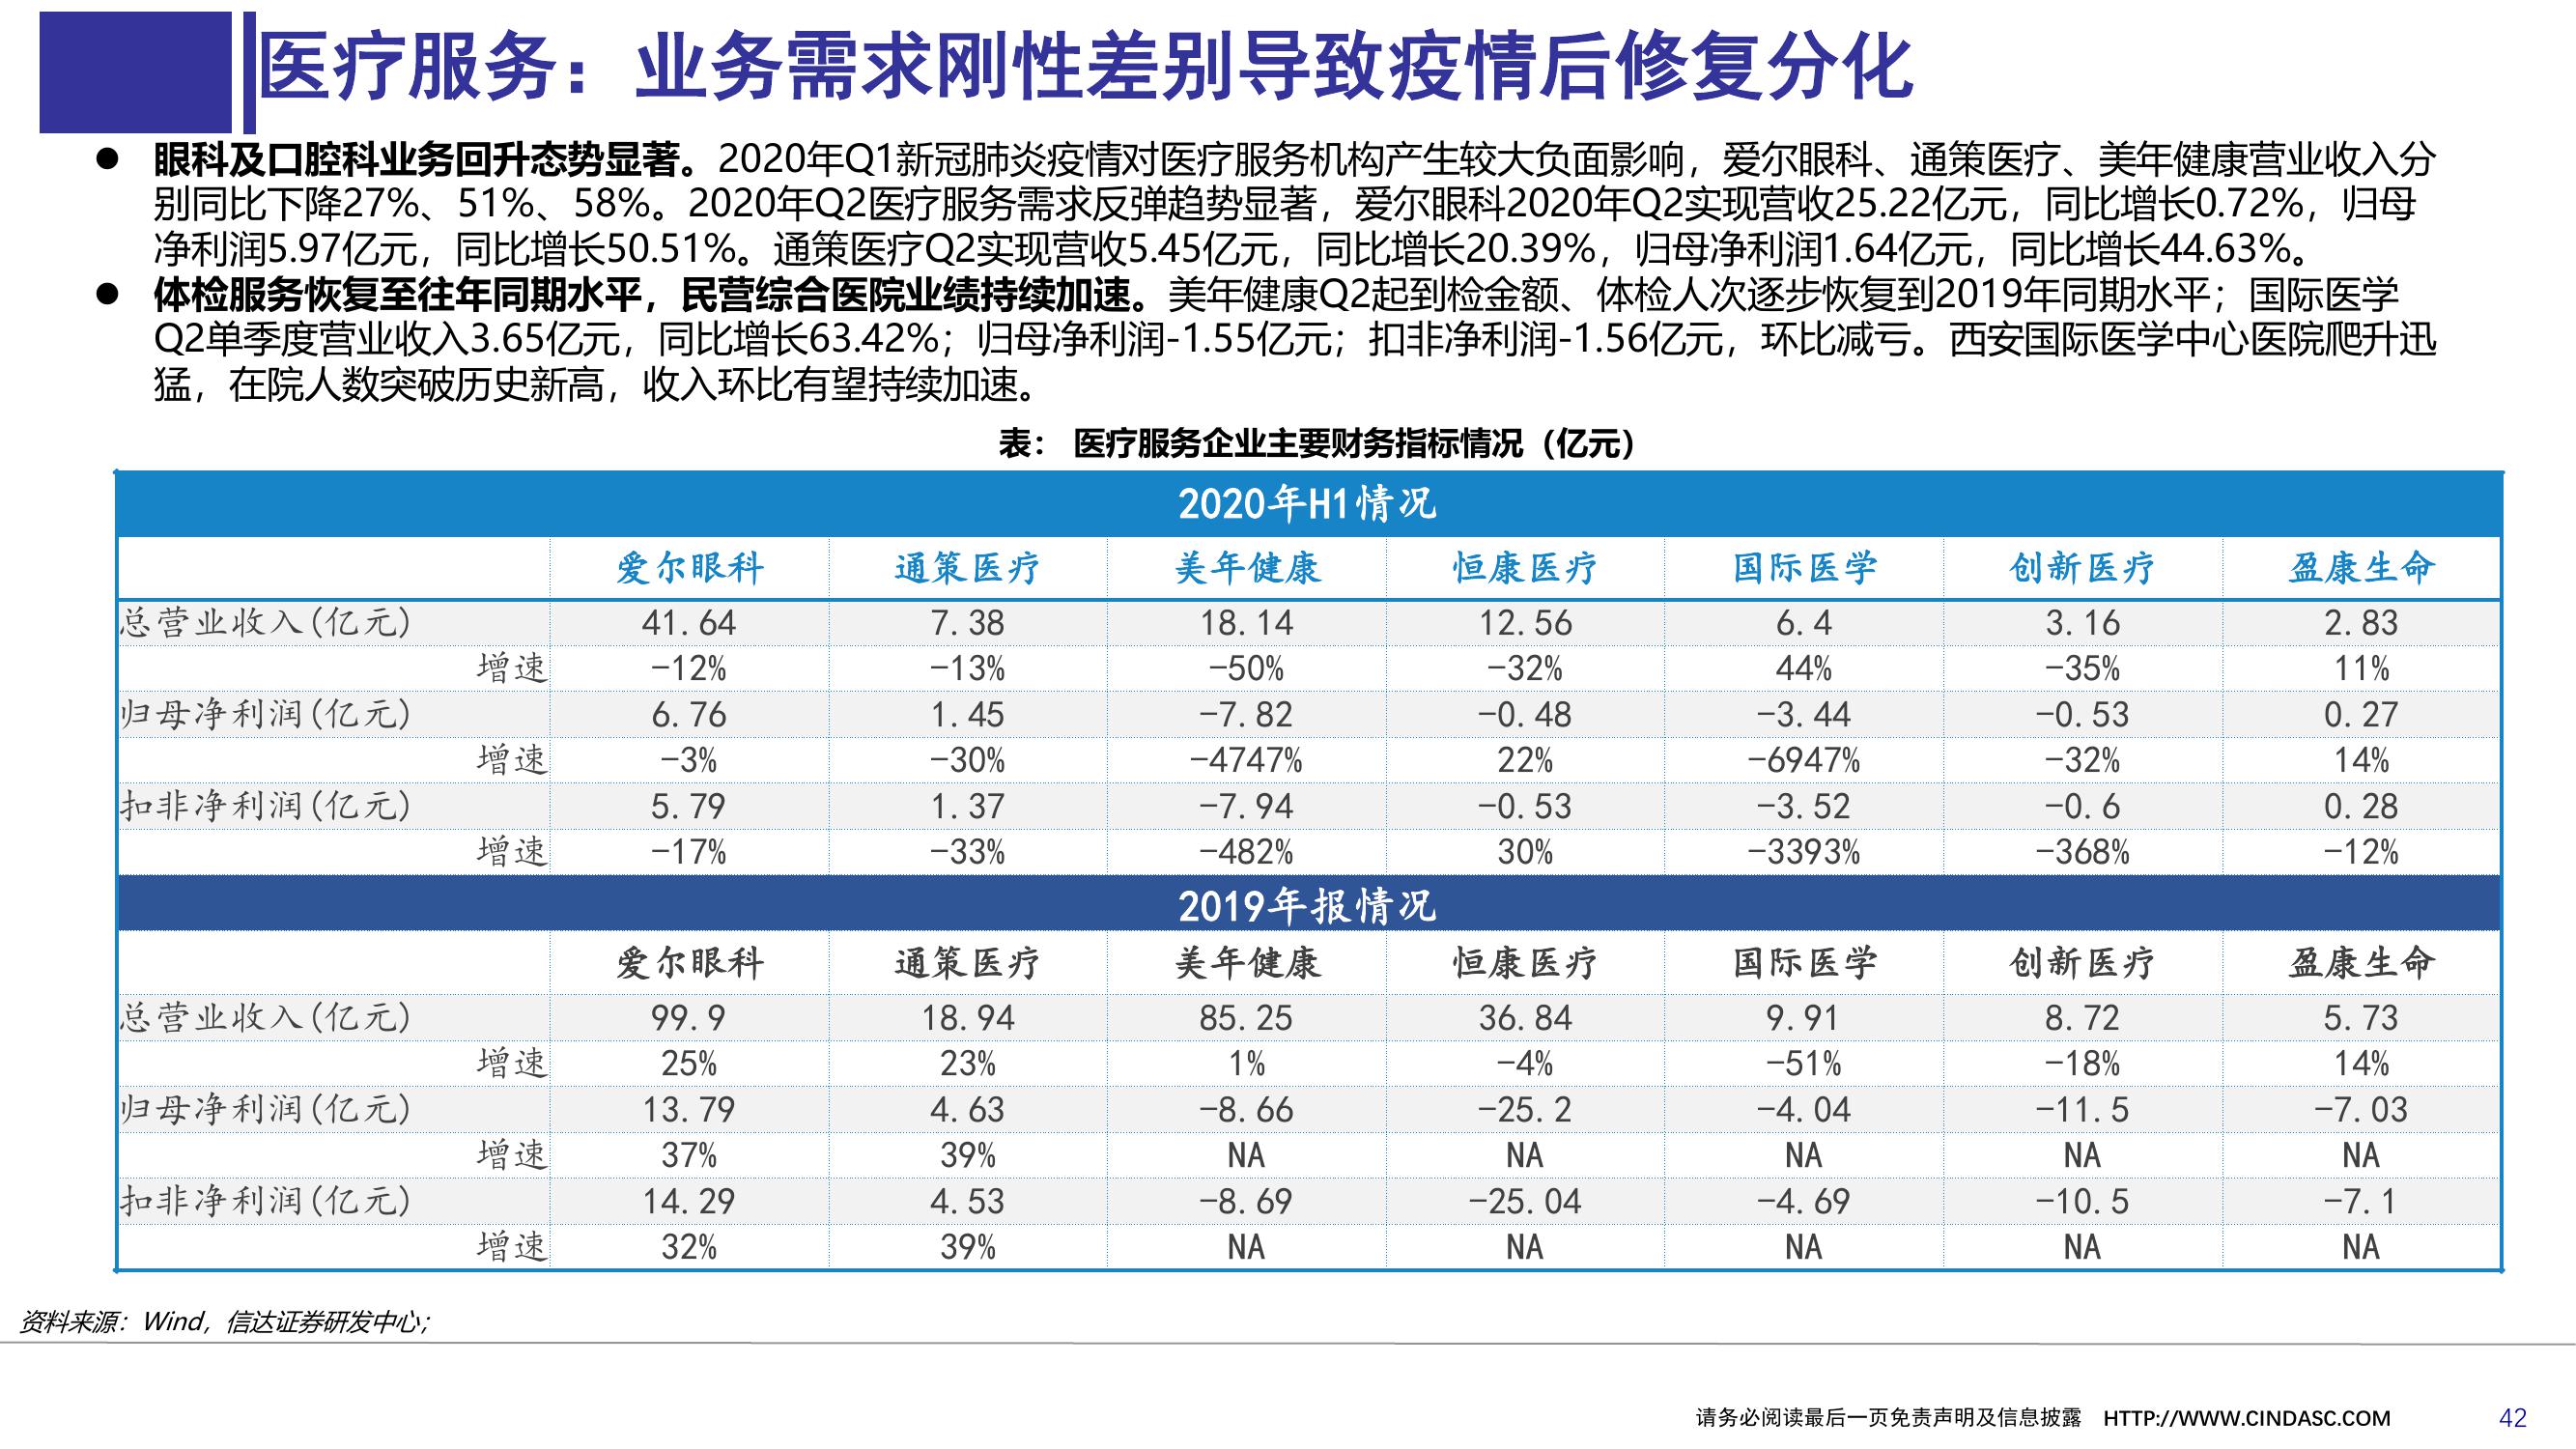 医疗服务：业务需求刚性差别导致疫情后修复分化
● 眼科及口腔科业务回升态势显著。2020年Q1新冠肺炎疫情对医疗服务机构产生较大负面影响，爱尔眼科、通策医疗、美年健康营业收入分
别同比下降27%、51%、58%。2020年Q2医疗服务需求反弹趋势显著，爱尔眼科2020年Q2实现营收25.22亿元，同比增长0.72%，归母
净利润5.97亿元，同比增长50.51%。通策医疗Q2实现营收5.45亿元，同比增长20.39%，归母净利润1.64亿元，同比增长44.63%。
● 体检服务恢复至往年同期水平，民营综合医院业绩持续加速。美年健康Q2起到检金额、体检人次逐步恢复到2019年同期水平；国际医学
Q2单季度营业收入3.65亿元，同比增长63.42%；归母净利润-1.55亿元；扣非净利润-1.56亿元，环比减亏。西安国际医学中心医院爬升迅
猛，在院人数突破历史新高，收入环比有望持续加速。
表： 医疗服务企业主要财务指标情况（亿元）
2020年H1情况
爱尔眼科 通策医疗 美年健康 恒康医疗 国际医学 创新医疗 盈康生命
总营业收入(亿元) 41.64 7.38 18.14 12.56 6.4 3.16 2.83
增速 -12% -13% -50% -32% 44% -35% 11%
归母净利润(亿元) 6.76 1.45 -7.82 -0.48 -3.44 -0.53 0.27
增速 -3% -30% -4747% 22% -6947% -32% 14%
扣非净利润(亿元) 5.79 1.37 -7.94 -0.53 -3.52 -0.6 0.28
增速 -17% -33% -482% 30% -3393% -368% -12%
2019年报情况
爱尔眼科 通策医疗 美年健康 恒康医疗 国际医学 创新医疗 盈康生命
总营业收入(亿元) 99.9 18.94 85.25 36.84 9.91 8.72 5.73
增速 25% 23% 1% -4% -51% -18% 14%
归母净利润(亿元) 13.79 4.63 -8.66 -25.2 -4.04 -11.5 -7.03
增速 37% 39% NA NA NA NA NA
扣非净利润(亿元) 14.29 4.53 -8.69 -25.04 -4.69 -10.5 -7.1
增速 32% 39% NA NA NA NA NA
资料来源：Wind，信达证券研发中心；
请务必阅读最后一页免责声明及信息披露 HTTP://WWW.CINDASC.COM 42